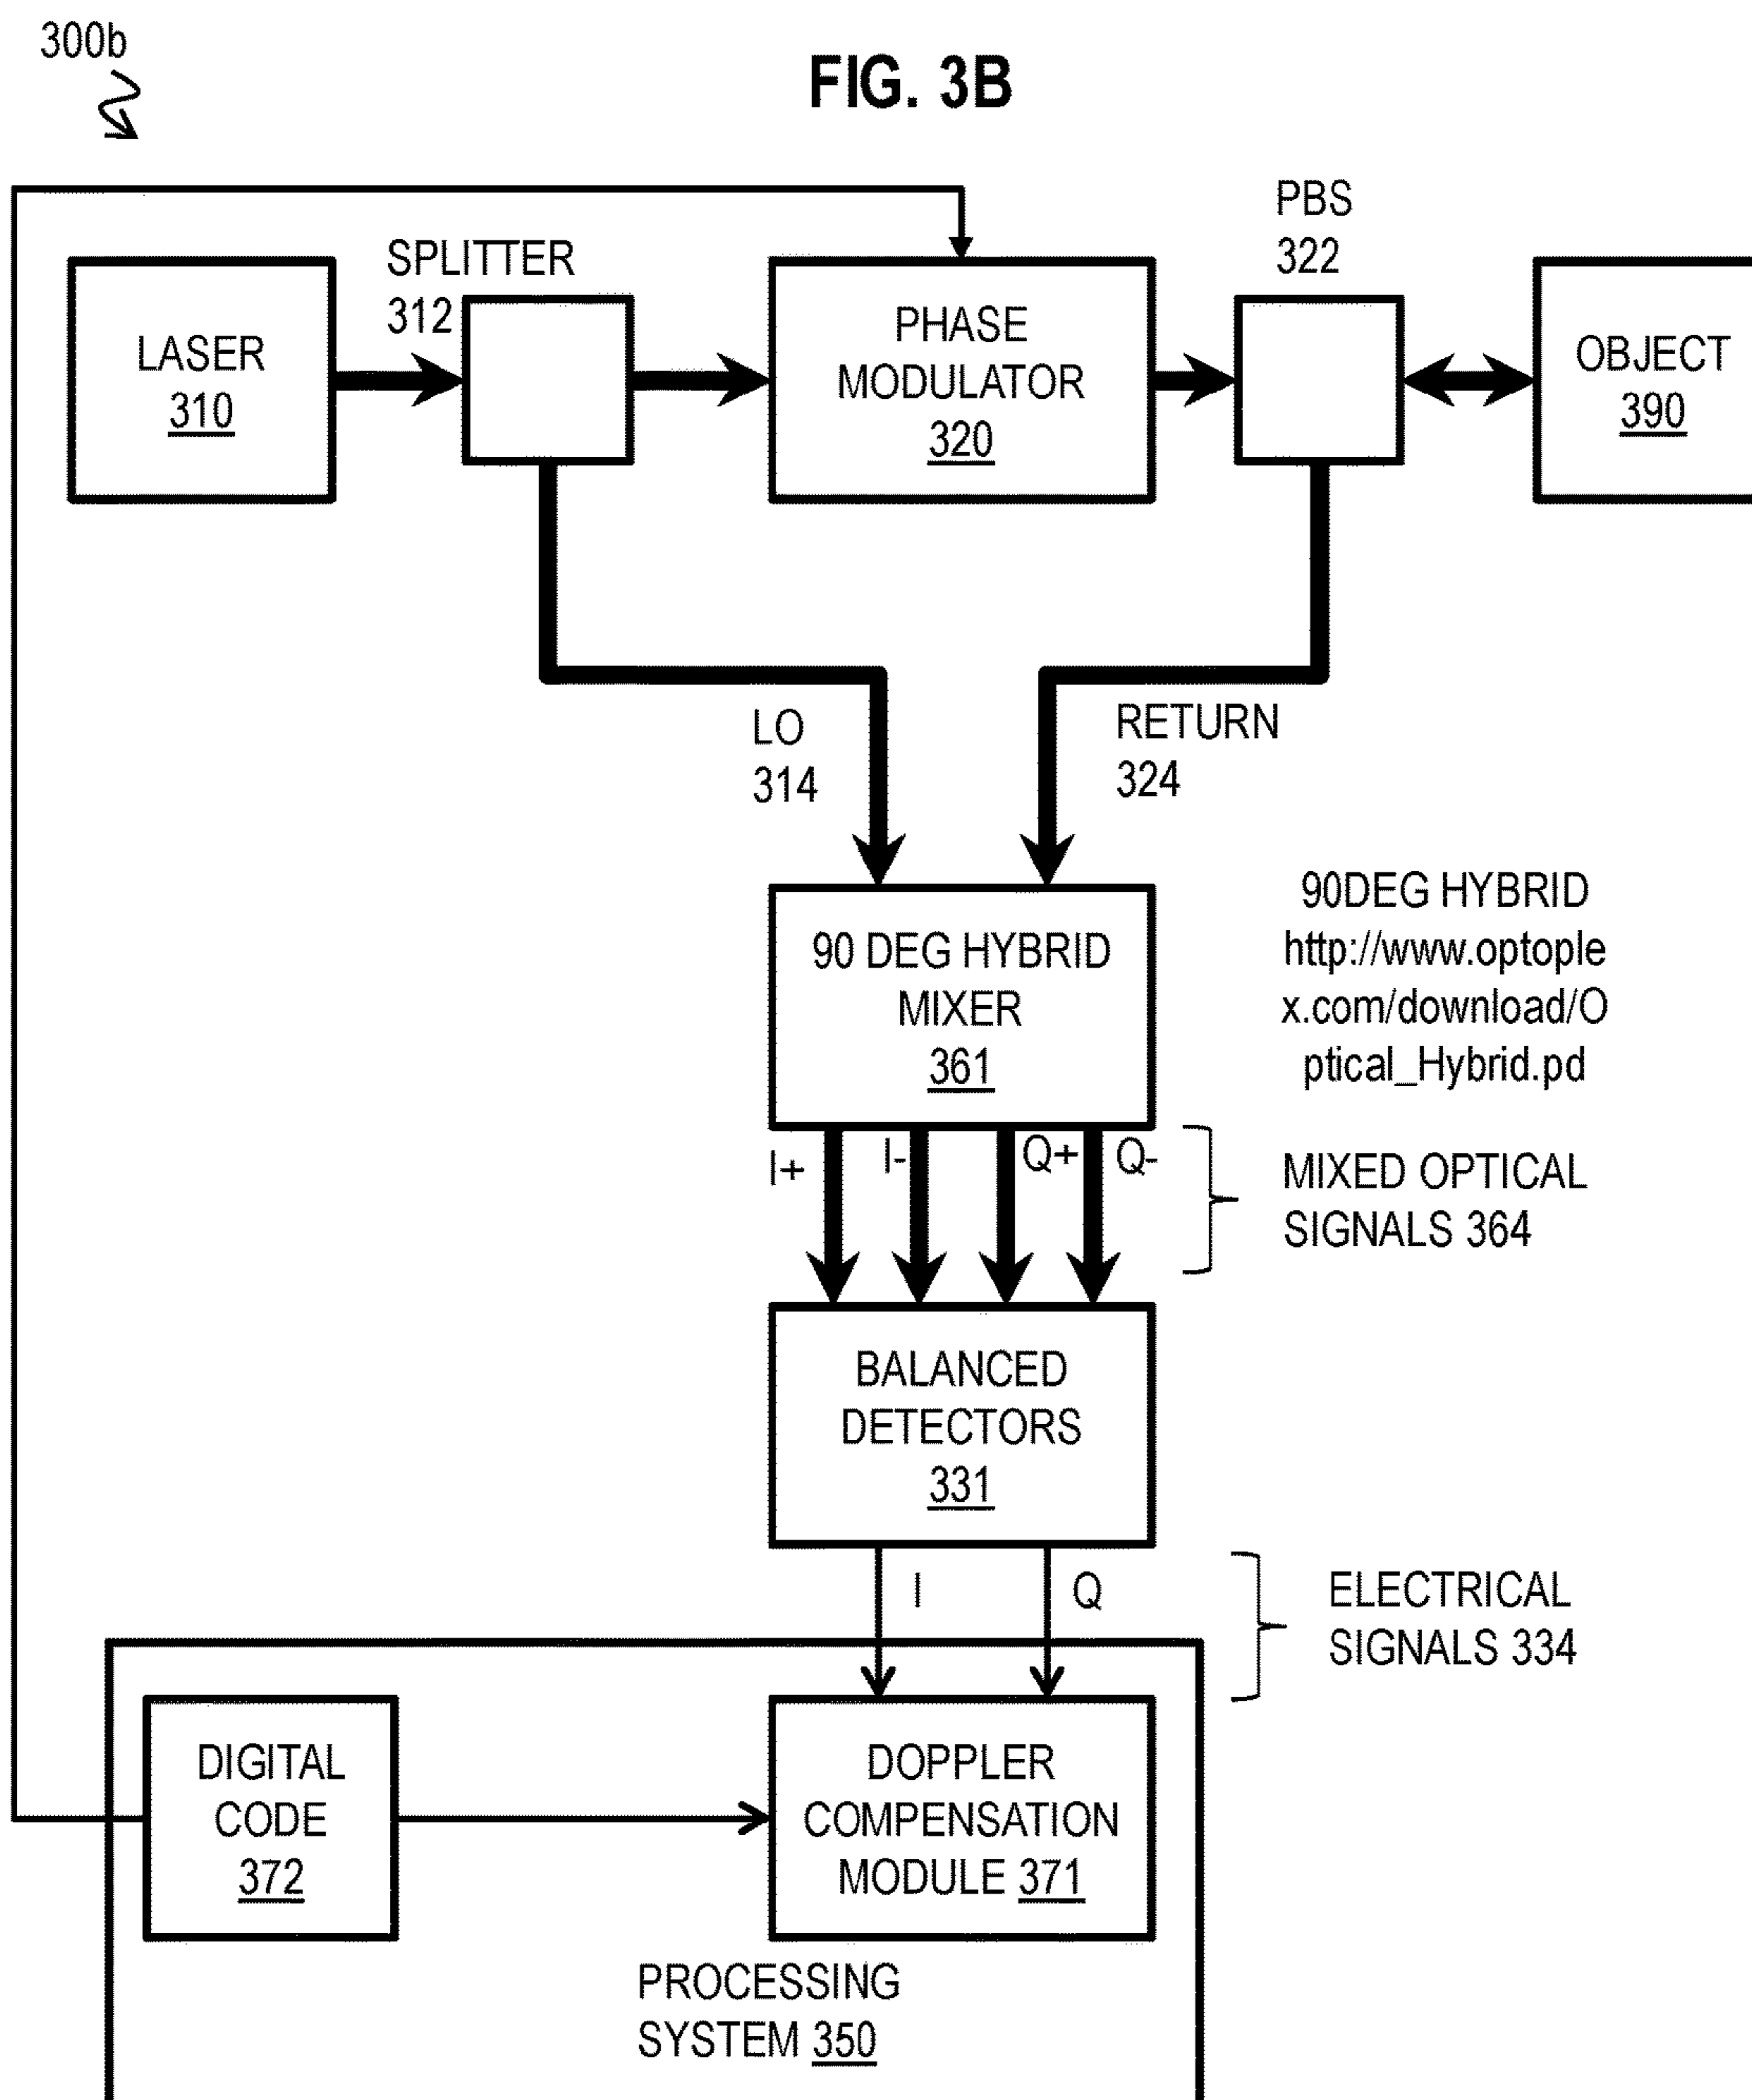 300b
FIG. 3B
LASER
310
SPLITTER
312
PHASE
MODULATOR
320
PBS
322
OBJECT
390
LO
314
RETURN
324
90 DEG HYBRID
MIXER
361
90DEG HYBRID
http://www.optople
x.com/download/O
ptical_Hybrid.pd
I+
I-
Q+
Q-
MIXED OPTICAL
SIGNALS 364
BALANCED
DETECTORS
331
I
Q
ELECTRICAL
SIGNALS 334
DIGITAL
CODE
372
DOPPLER
COMPENSATION
MODULE 371
PROCESSING
SYSTEM 350